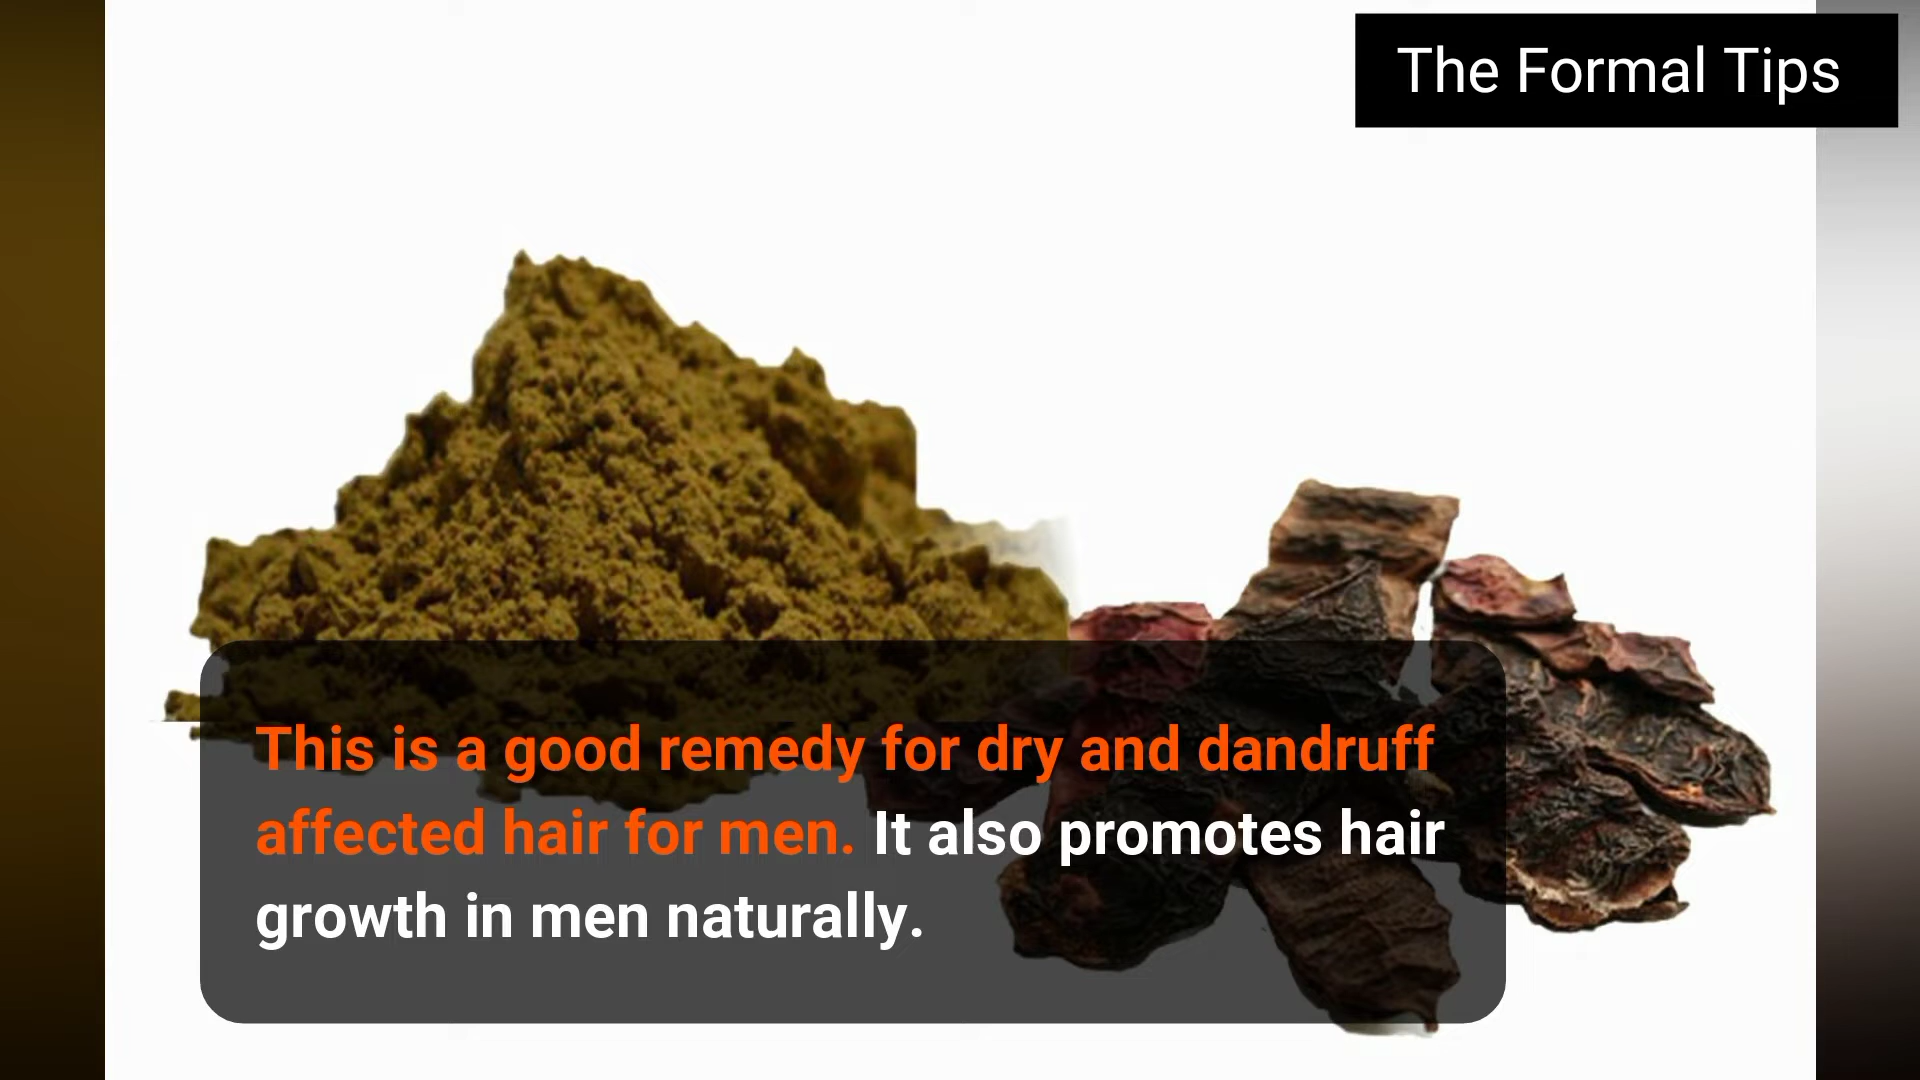 The Formal Tips
This is a good remedy for dry and dandruff
affected hair for men. It also promotes hair
growth in men naturally.